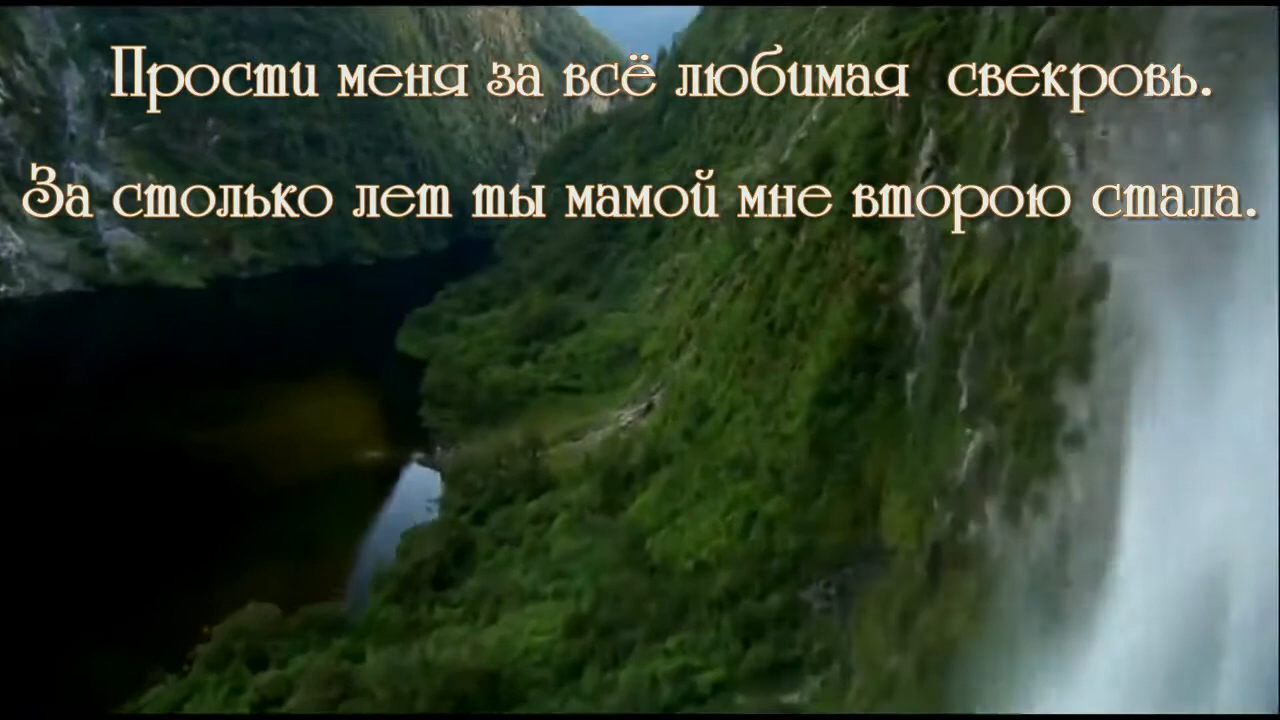 Прости меня за всё любимая свекровь.
За столько лет ты мамой мне второю стала.